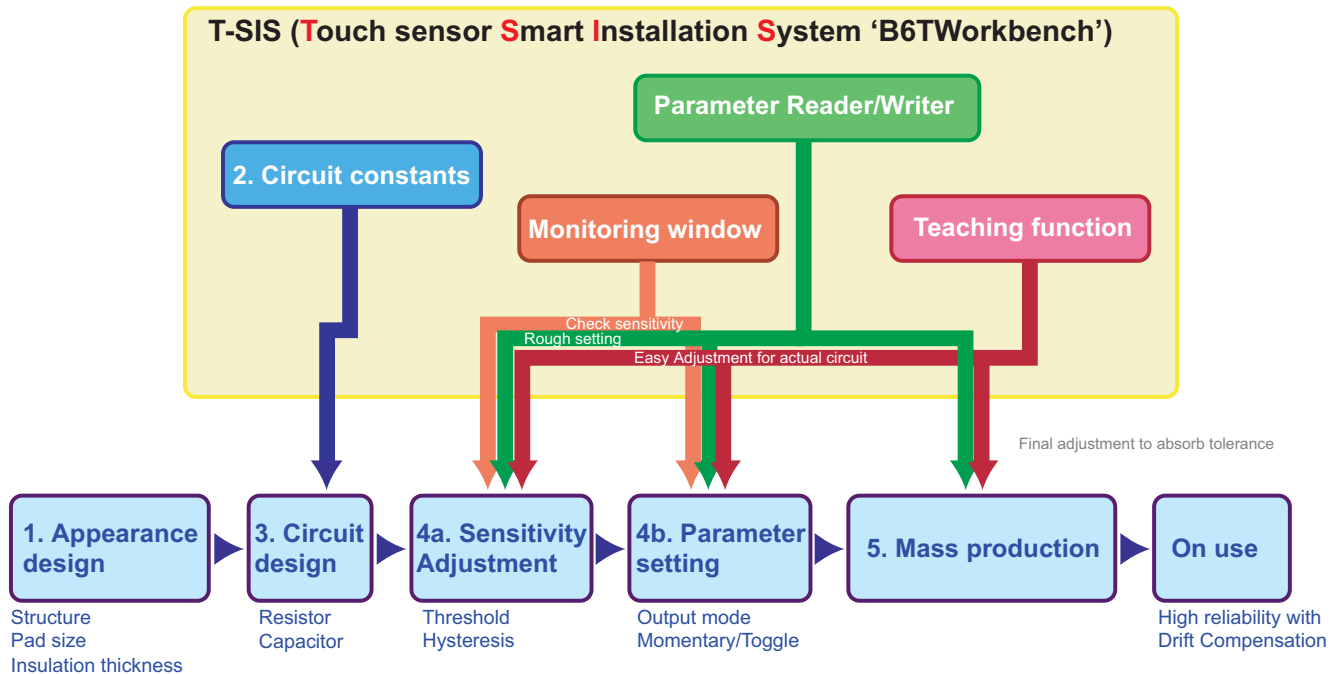 T-SIS (Touch sensor Smart Installation System ‘B6TWorkbench’)
Parameter Reader/Writer
2. Circuit constants
Monitoring window
Teaching function
Check sensitivity
Rough setting
Easy Adjustment for actual circuit
Final adjustment to absorb tolerance
1. Appearance
design
3. Circuit
design
4a. Sensitivity
Adjustment
4b. Parameter
setting
5. Mass production
On use
Structure
Pad size
Insulation thickness
Resistor
Capacitor
Threshold
Hysteresis
Output mode
Momentary/Toggle
High reliability with
Drift Compensation